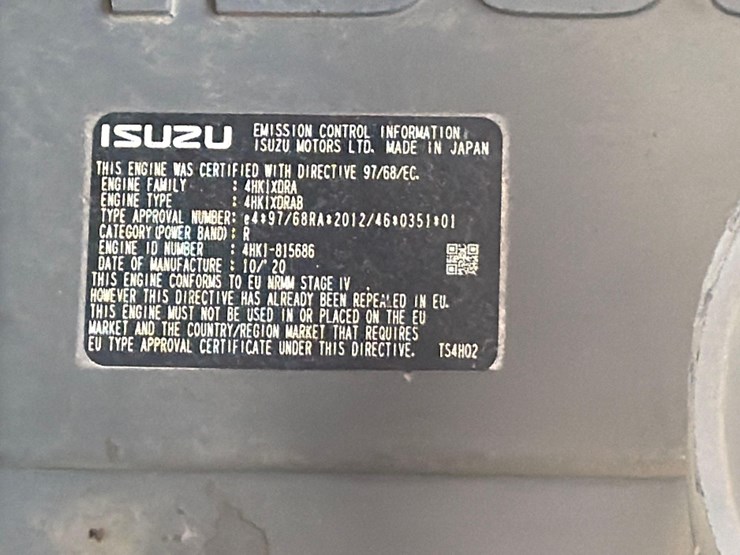 ISUZU EMISSION CONTROL INFORMATION
ISUZU MOTORS LTD. MADE IN JAPAN
THIS ENGINE WAS CERTIFIED WITH DIRECTIVE 97/68/EC.
ENGINE FAMILY : 4HK1XDRA
ENGINE TYPE : 4HK1XDRAB
TYPE APPROVAL NUMBER: e4*97/68RA*2012/46*0351*01
CATEGORY(POWER BAND): R
ENGINE ID NUMBER : 4HK1-815686
DATE OF MANUFACTURE : 10/'20
THIS ENGINE CONFORMS TO EU NRMM STAGE IV.
HOWEVER THIS DIRECTIVE HAS ALREADY BEEN REPEALED IN EU.
THIS ENGINE MUST NOT BE USED IN OR PLACED ON THE EU
MARKET AND THE COUNTRY/REGION MARKET THAT REQUIRES
EU TYPE APPROVAL CERTIFICATE UNDER THIS DIRECTIVE. TS4H02